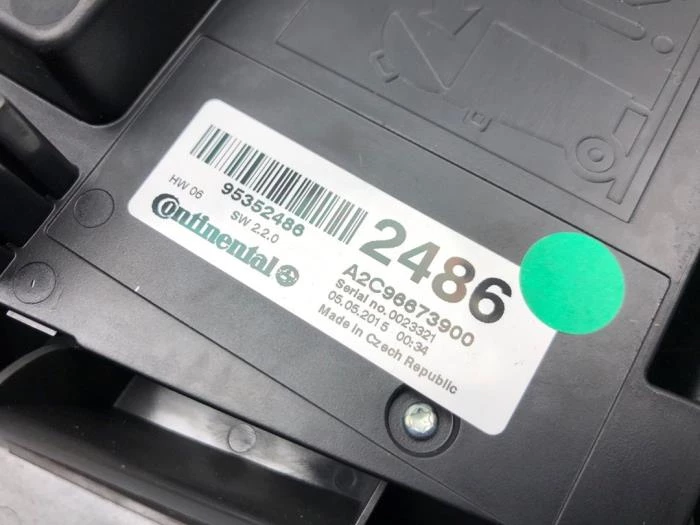 95352486
HW 06
SW 2.2.0
Continental
2486
A2C96673900
Serial no. 0023321
05.05.2015 00:34
Made in Czech Republic